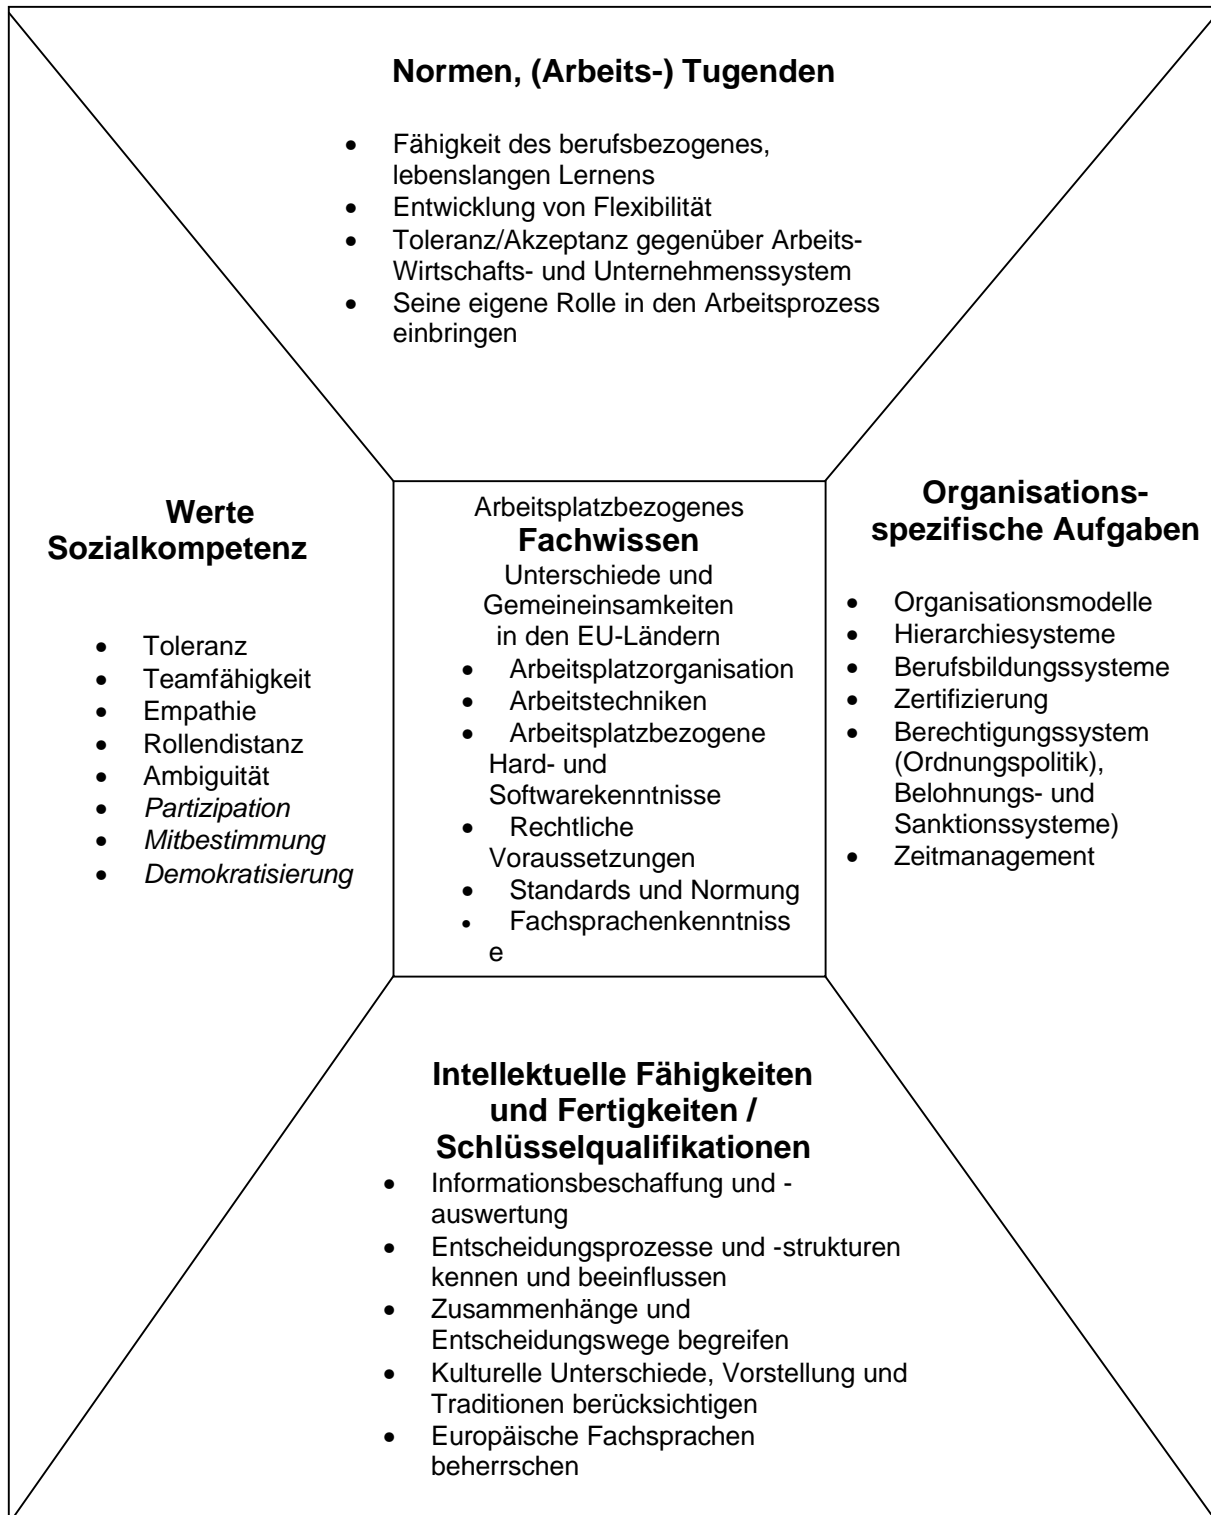 Normen, (Arbeits-) Tugenden
• Fähigkeit des berufsbezogenes,
lebenslangen Lernens
• Entwicklung von Flexibilität
• Toleranz/Akzeptanz gegenüber Arbeits-
Wirtschafts- und Unternehmenssystem
• Seine eigene Rolle in den Arbeitsprozess
einbringen
Werte
Sozialkompetenz
• Toleranz
• Teamfähigkeit
• Empathie
• Rollendistanz
• Ambiguität
• Partizipation
• Mitbestimmung
• Demokratisierung
Arbeitsplatzbezogenes
Fachwissen
Unterschiede und
Gemeineinsamkeiten
in den EU-Ländern
• Arbeitsplatzorganisation
• Arbeitstechniken
• Arbeitsplatzbezogene
Hard- und
Softwarekenntnisse
• Rechtliche
Voraussetzungen
• Standards und Normung
• Fachsprachenkenntniss
e
Organisations-
spezifische Aufgaben
• Organisationsmodelle
• Hierarchiesysteme
• Berufsbildungssysteme
• Zertifizierung
• Berechtigungssystem
(Ordnungspolitik),
Belohnungs- und
Sanktionssysteme)
• Zeitmanagement
Intellektuelle Fähigkeiten
und Fertigkeiten /
Schlüsselqualifikationen
• Informationsbeschaffung und -
auswertung
• Entscheidungsprozesse und -strukturen
kennen und beeinflussen
• Zusammenhänge und
Entscheidungswege begreifen
• Kulturelle Unterschiede, Vorstellung und
Traditionen berücksichtigen
• Europäische Fachsprachen
beherrschen